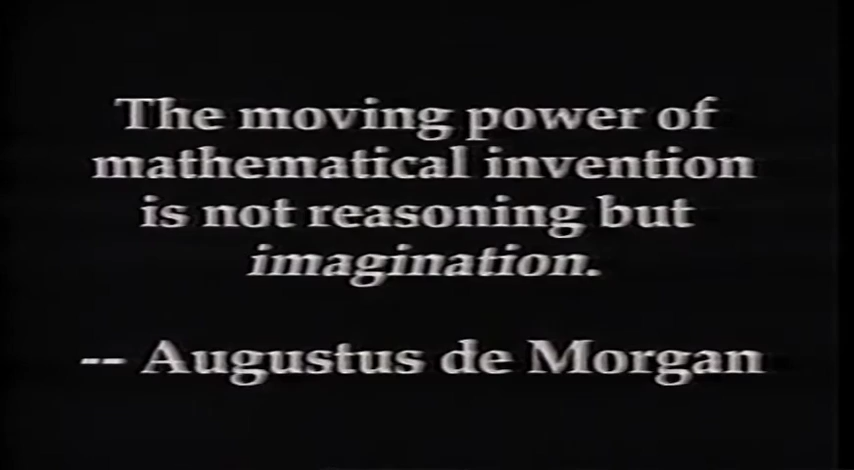 The moving power of
mathematical invention
is not reasoning but
imagination.
-- Augustus de Morgan